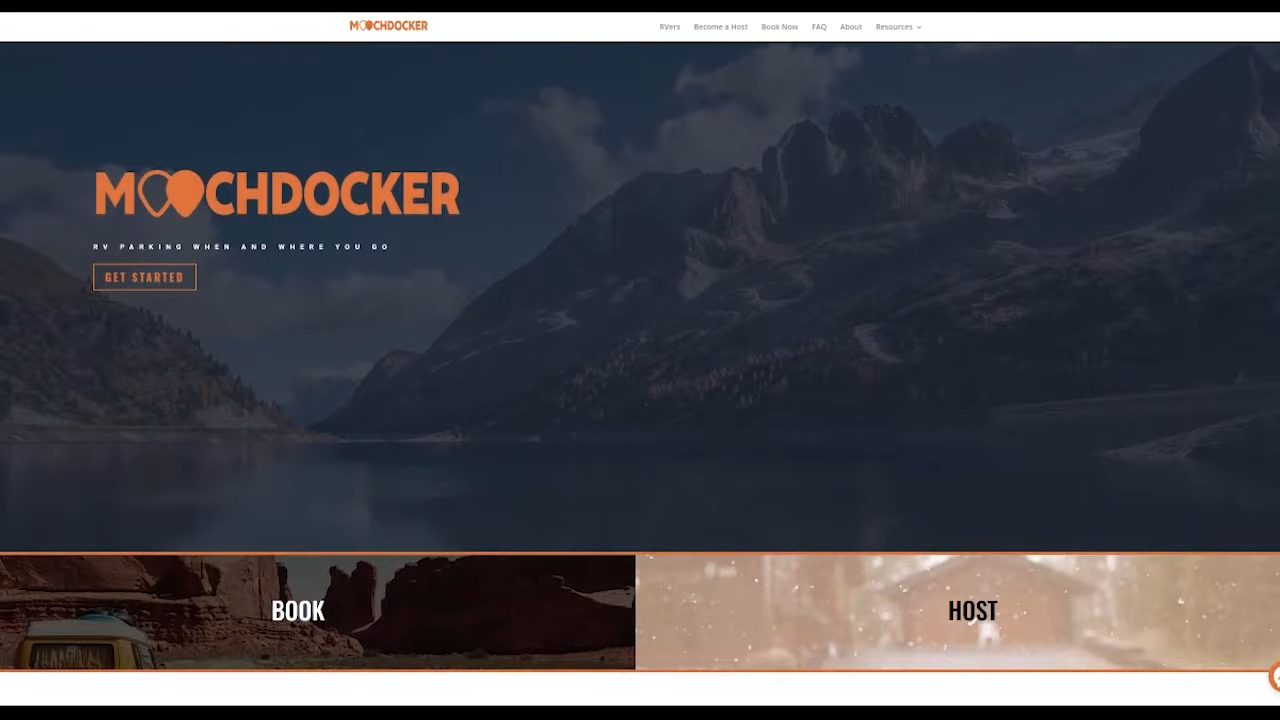 MOOCHDOCKER
RVers Become a Host Book Now FAQ About Resources
MOOCHDOCKER
RV PARKING WHEN AND WHERE YOU GO
GET STARTED
BOOK
HOST